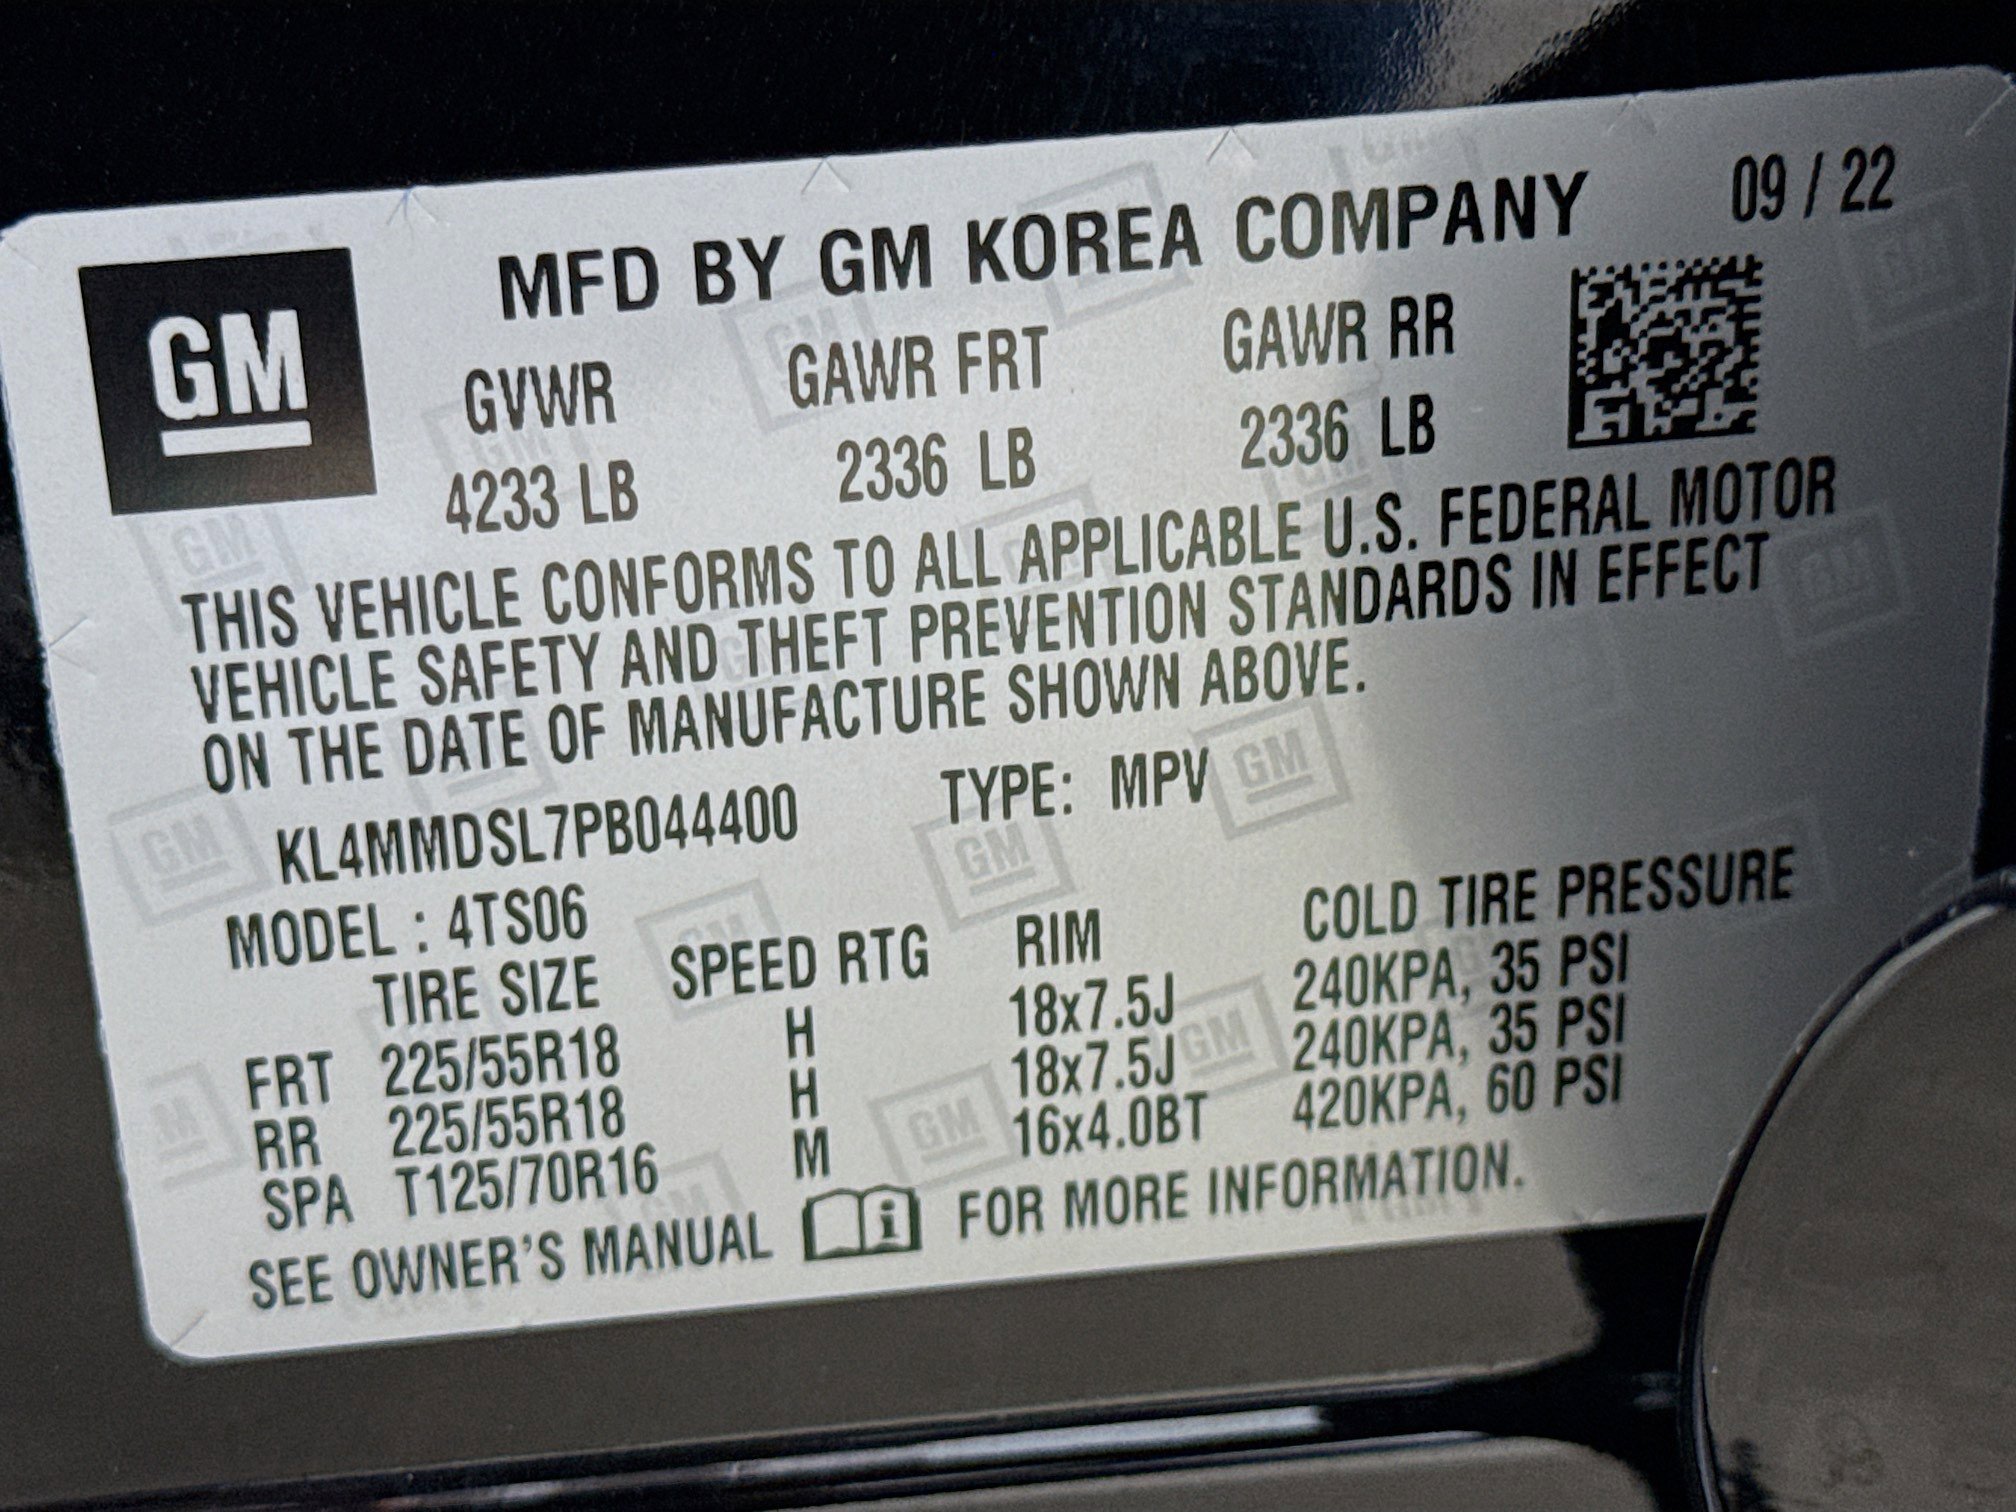 MFD BY GM KOREA COMPANY 09 / 22
GM
GVWR GAWR FRT GAWR RR
4233 LB 2336 LB 2336 LB
THIS VEHICLE CONFORMS TO ALL APPLICABLE U.S. FEDERAL MOTOR
VEHICLE SAFETY AND THEFT PREVENTION STANDARDS IN EFFECT
ON THE DATE OF MANUFACTURE SHOWN ABOVE.
KL4MMDSL7PB044400 TYPE: MPV
MODEL : 4TS06
TIRE SIZE SPEED RTG RIM COLD TIRE PRESSURE
FRT 225/55R18 H 18x7.5J 240KPA, 35 PSI
RR 225/55R18 H 18x7.5J 240KPA, 35 PSI
SPA T125/70R16 M 16x4.0BT 420KPA, 60 PSI
SEE OWNER'S MANUAL i FOR MORE INFORMATION.